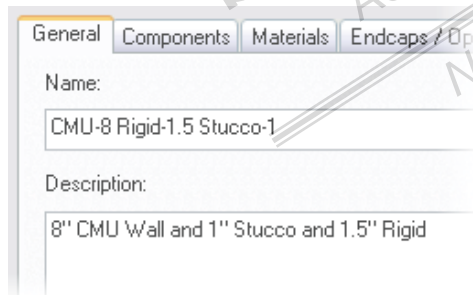 General Components Materials Endcaps / Op
Name:
CMU-8 Rigid-1.5 Stucco-1
Description:
8" CMU Wall and 1" Stucco and 1.5" Rigid